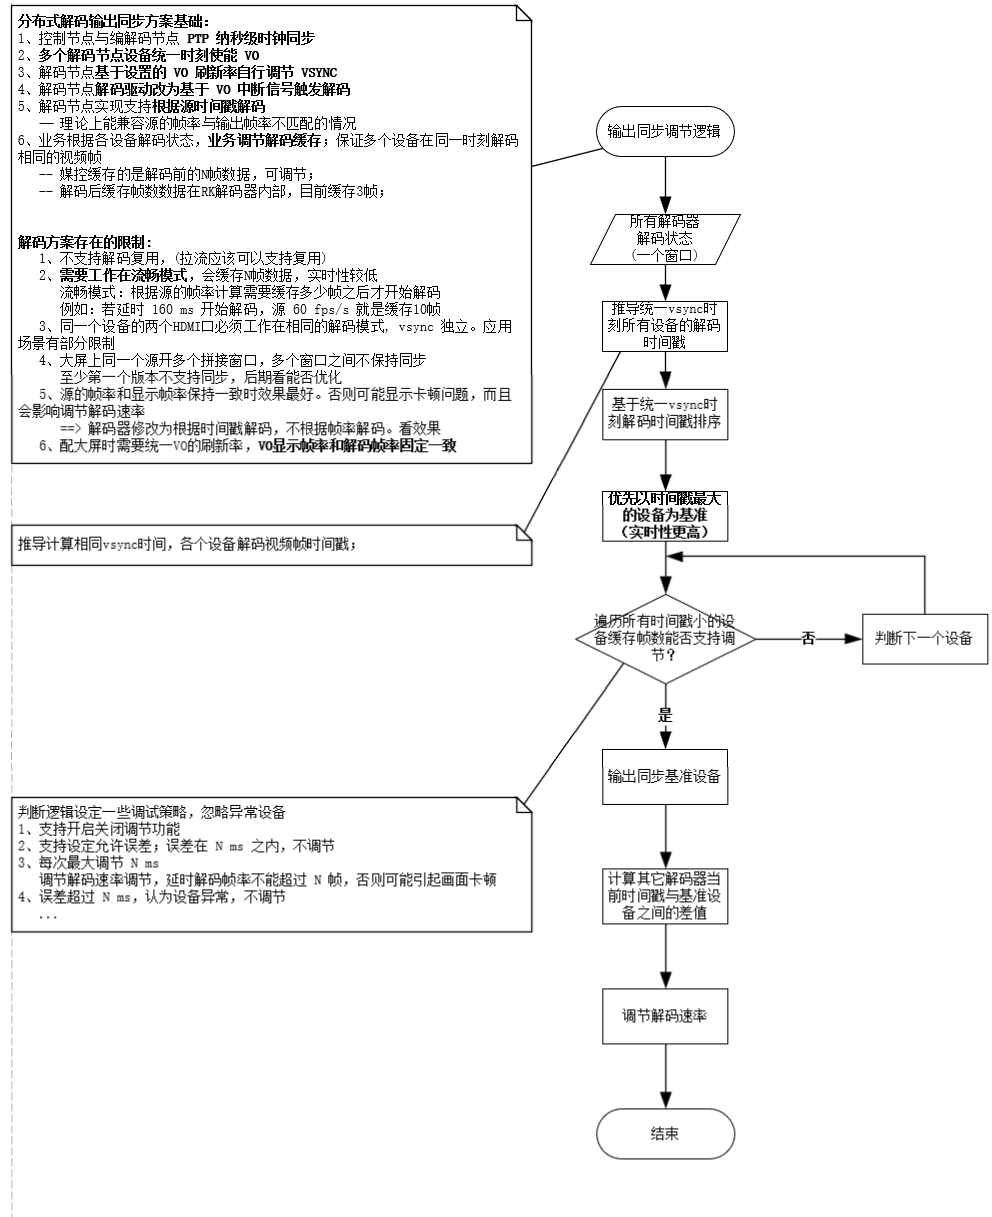 分布式解码输出同步方案基础：
1、控制节点与编解码节点 PTP 纳秒级时钟同步
2、多个解码节点设备统一时刻使能 VO
3、解码节点基于设置的 VO 刷新率自行调节 VSYNC
4、解码节点解码驱动改为基于 VO 中断信号触发解码
5、解码节点实现支持根据源时间戳解码
—— 理论上能兼容源的帧率与输出帧率不匹配的情况
6、业务根据各设备解码状态，业务调节解码缓存；保证多个设备在同一时刻解码
相同的视频帧
—— 媒控缓存的是解码前的N帧数据，可调节；
—— 解码后缓存帧数数据在RK解码器内部，目前缓存3帧；
解码方案存在的限制：
1、不支持解码复用，(拉流应该可以支持复用)
2、需要工作在流畅模式，会缓存N帧数据，实时性较低
流畅模式：根据源的帧率计算需要缓存多少帧之后才开始解码
例如：若延时 160 ms 开始解码，源 60 fps/s 就是缓存10帧
3、同一个设备的两个HDMI口必须工作在相同的解码模式, vsync 独立。应用
场景有部分限制
4、大屏上同一个源开多个拼接窗口，多个窗口之间不保持同步
至少第一个版本不支持同步，后期看能否优化
5、源的帧率和显示帧率保持一致时效果最好。否则可能显示卡顿问题，而且
会影响调节解码速率
==> 解码器修改为根据时间戳解码，不根据帧率解码。看效果
6、配大屏时需要统一VO的刷新率，VO显示帧率和解码帧率固定一致
推导计算相同vsync时间，各个设备解码视频帧时间戳；
判断逻辑设定一些调试策略，忽略异常设备
1、支持开启关闭调节功能
2、支持设定允许误差；误差在 N ms 之内，不调节
3、每次最大调节 N ms
调节解码速率调节，延时解码帧率不能超过 N 帧，否则可能引起画面卡顿
4、误差超过 N ms，认为设备异常，不调节
...
输出同步调节逻辑
所有解码器
解码状态
(一个窗口)
推导统一vsync时
刻所有设备的解码
时间戳
基于统一vsync时
刻解码时间戳排序
优先以时间戳最大
的设备为基准
（实时性更高）
遍历所有时间戳小的设
备缓存帧数能否支持调
节？
否
判断下一个设备
是
输出同步基准设备
计算其它解码器当
前时间戳与基准设
备之间的差值
调节解码速率
结束